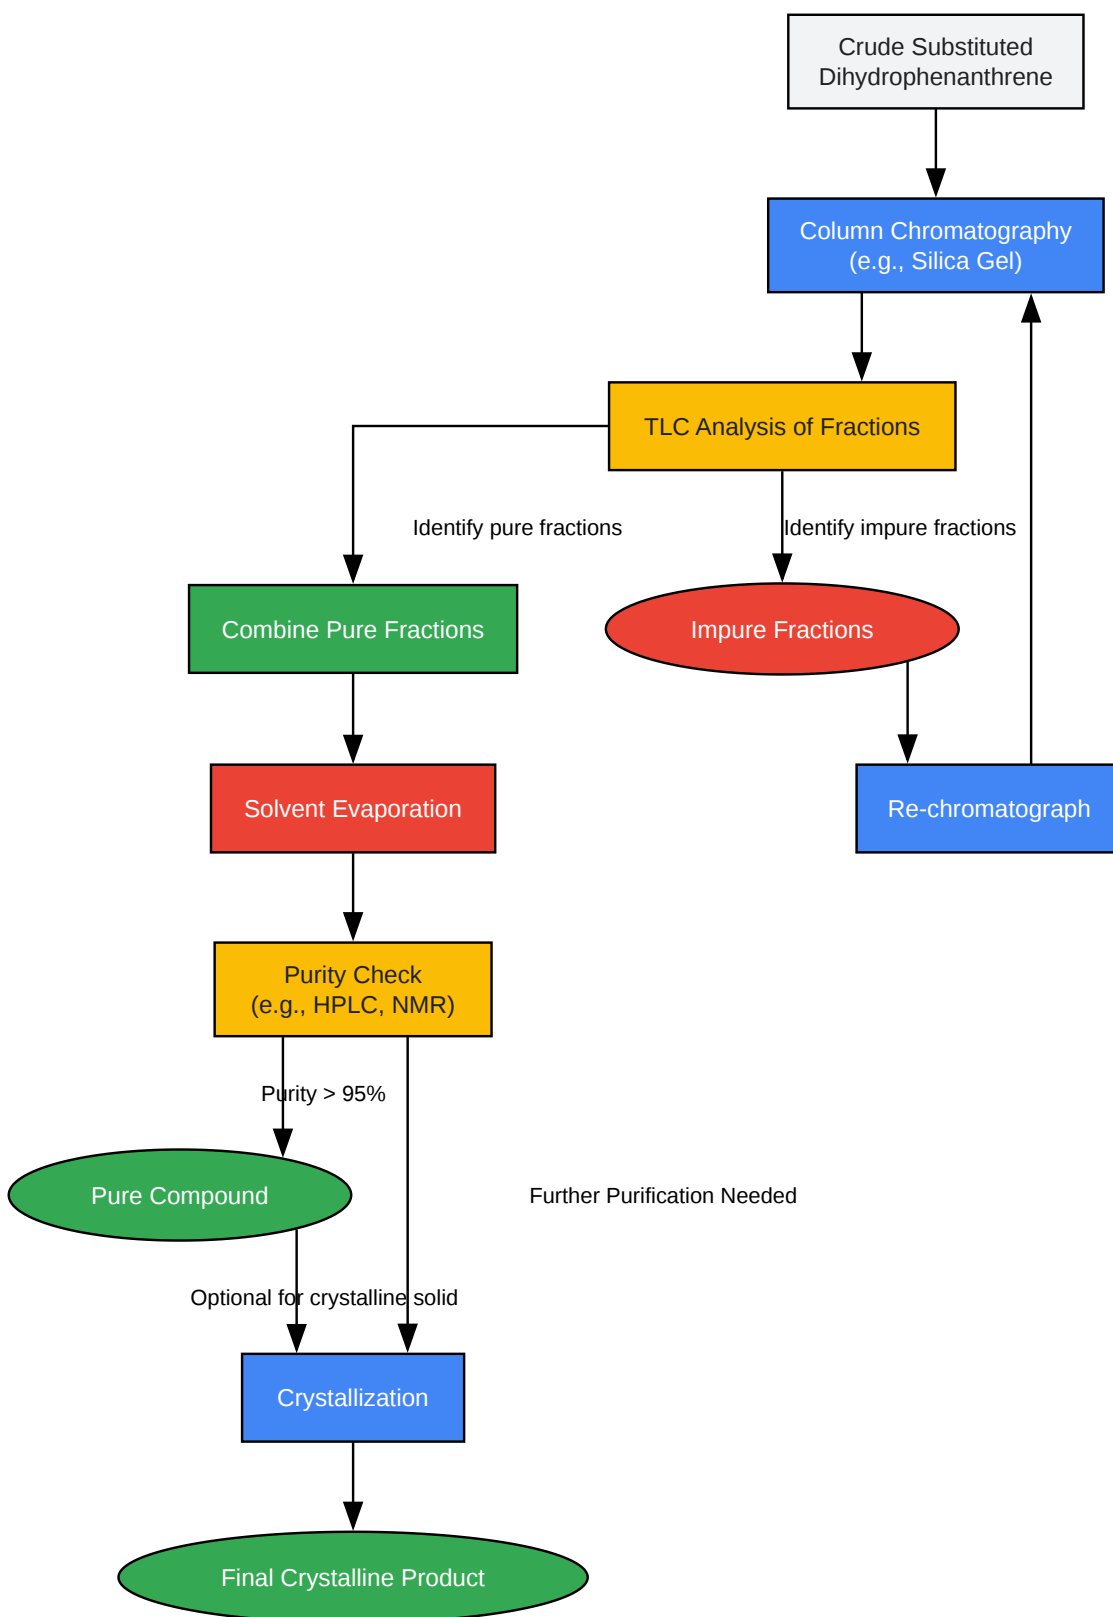 Crude Substituted
Dihydrophenanthrene
Column Chromatography
(e.g., Silica Gel)
TLC Analysis of Fractions
Identify pure fractions
Identify impure fractions
Combine Pure Fractions
Impure Fractions
Solvent Evaporation
Re-chromatograph
Purity Check
(e.g., HPLC, NMR)
Purity > 95%
Pure Compound
Further Purification Needed
Optional for crystalline solid
Crystallization
Final Crystalline Product